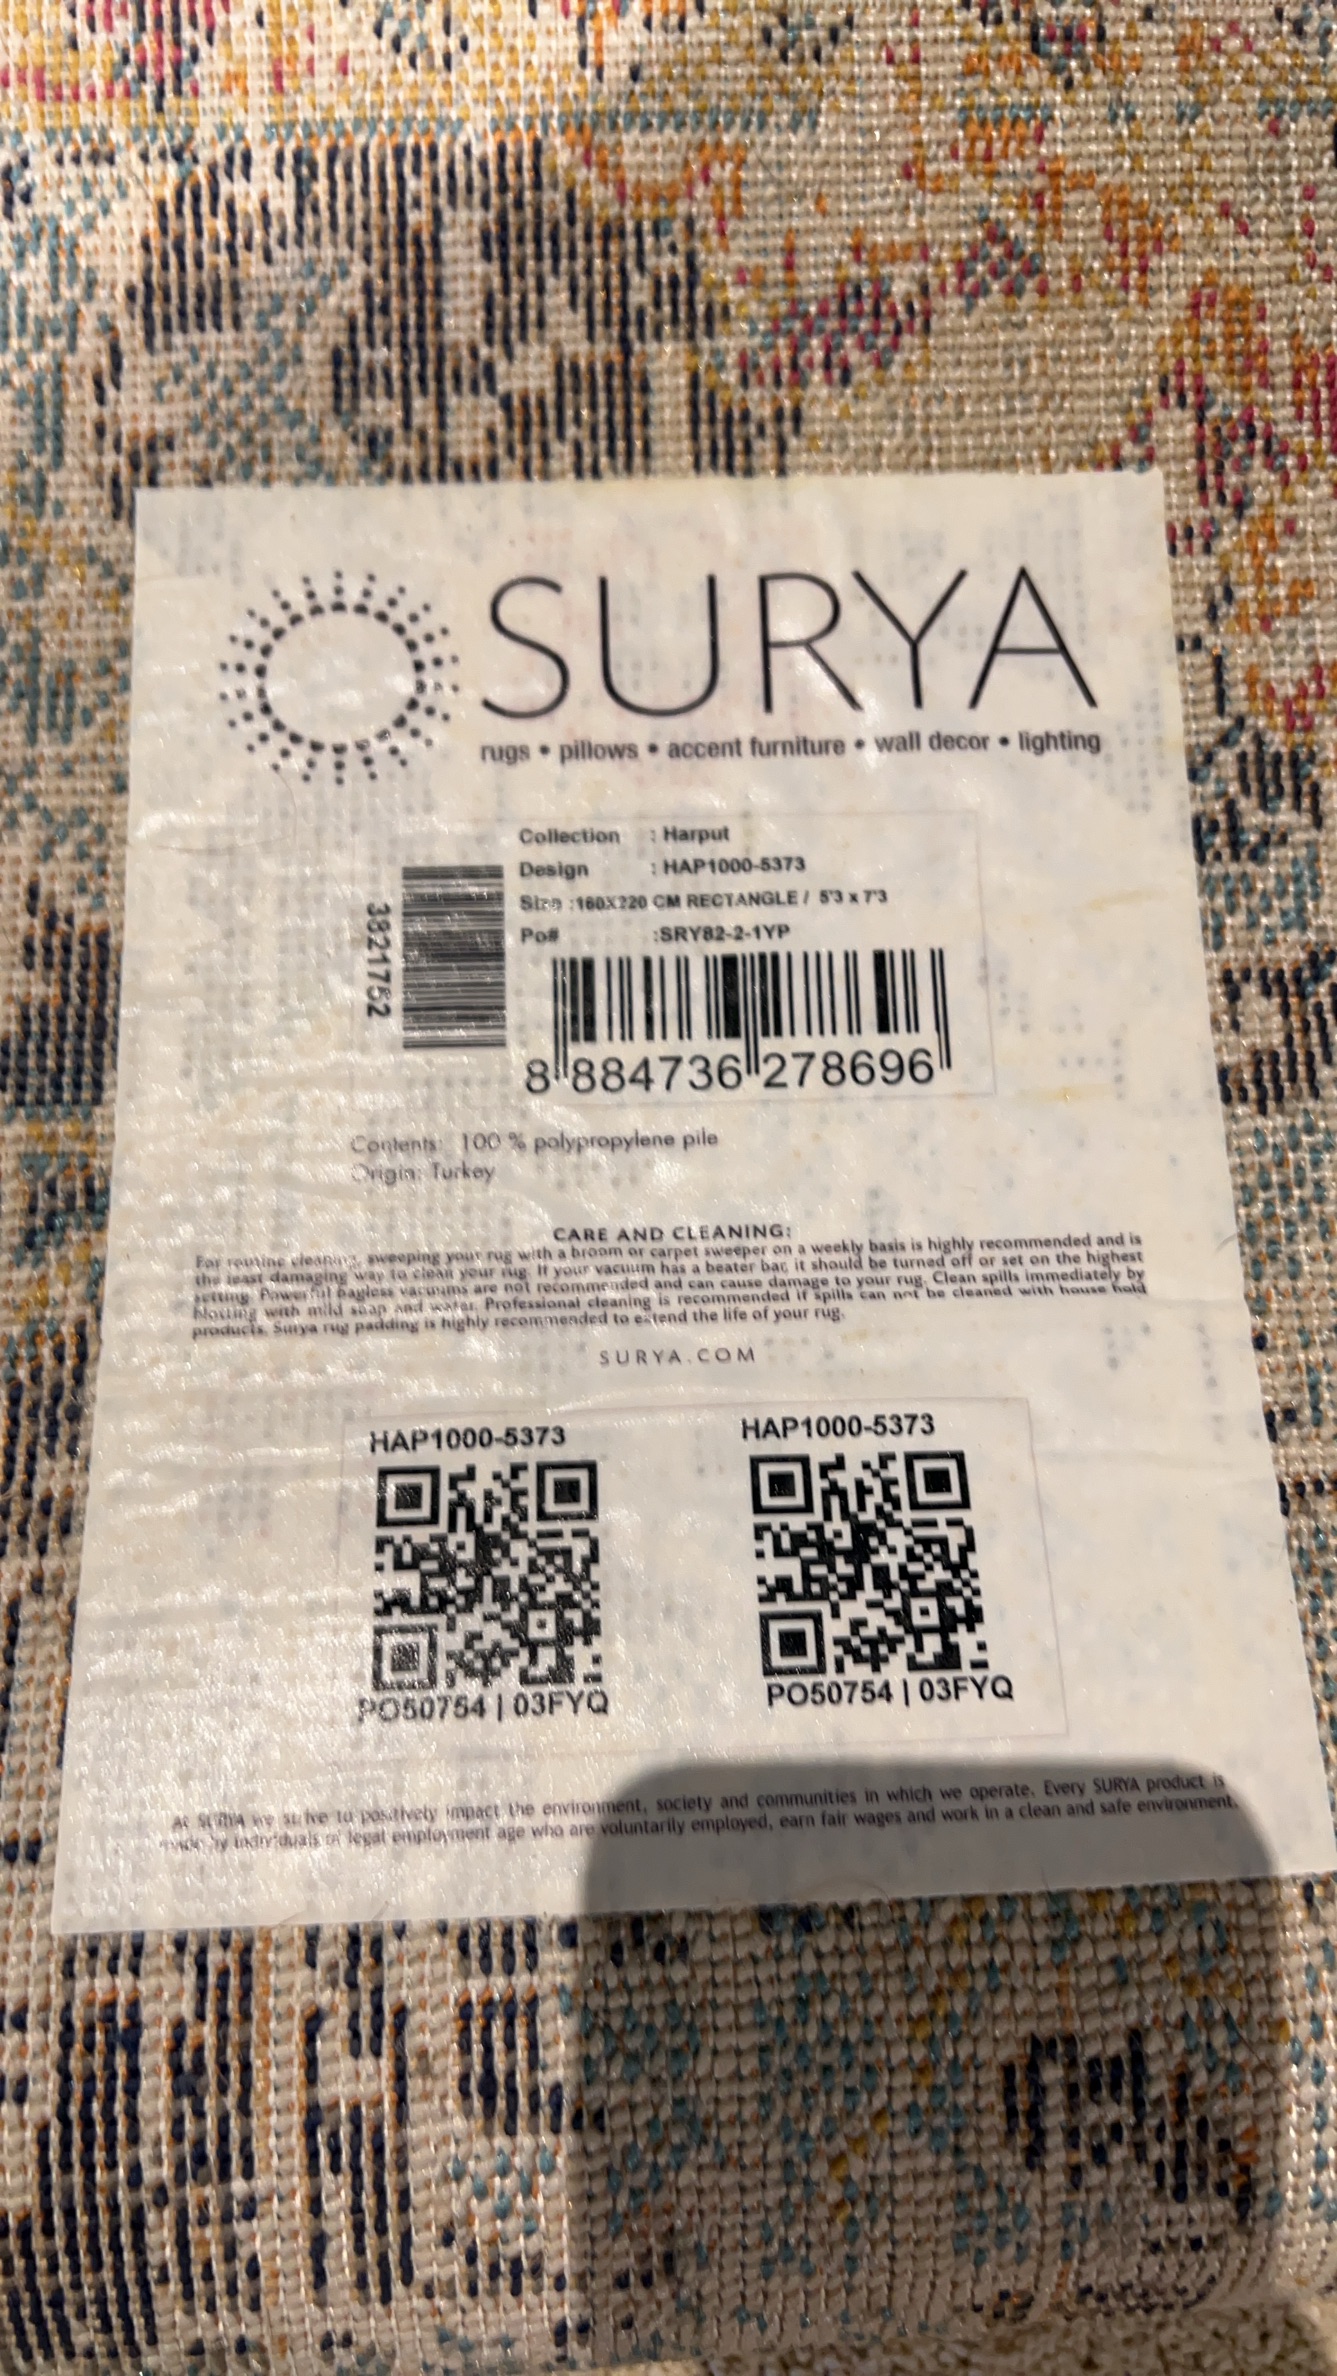 SURYA
rugs • pillows • accent furniture • wall decor • lighting
Collection : Harput
Design : HAP1000-5373
Size :160X220 CM RECTANGLE / 5'3 x 7'3
Po# :SRY82-2-1YP
3821752
8 884736 278696
Contents: 100 % polypropylene pile
Origin: Turkey
CARE AND CLEANING:
For routine cleaning, sweeping your rug with a broom or carpet sweeper on a weekly basis is highly recommended and is
the least damaging way to clean your rug. If your vacuum has a beater bar, it should be turned off or set on the highest
setting. Powerful bagless vacuums are not recommended and can cause damage to your rug. Clean spills immediately by
blotting with mild soap and water. Professional cleaning is recommended if spills can not be cleaned with house hold
products. Surya rug padding is highly recommended to extend the life of your rug.
SURYA.COM
HAP1000-5373 HAP1000-5373
PO50754 | 03FYQ PO50754 | 03FYQ
At SURYA we strive to positively impact the environment, society and communities in which we operate. Every SURYA product is
made by individuals of legal employment age who are voluntarily employed, earn fair wages and work in a clean and safe environment.